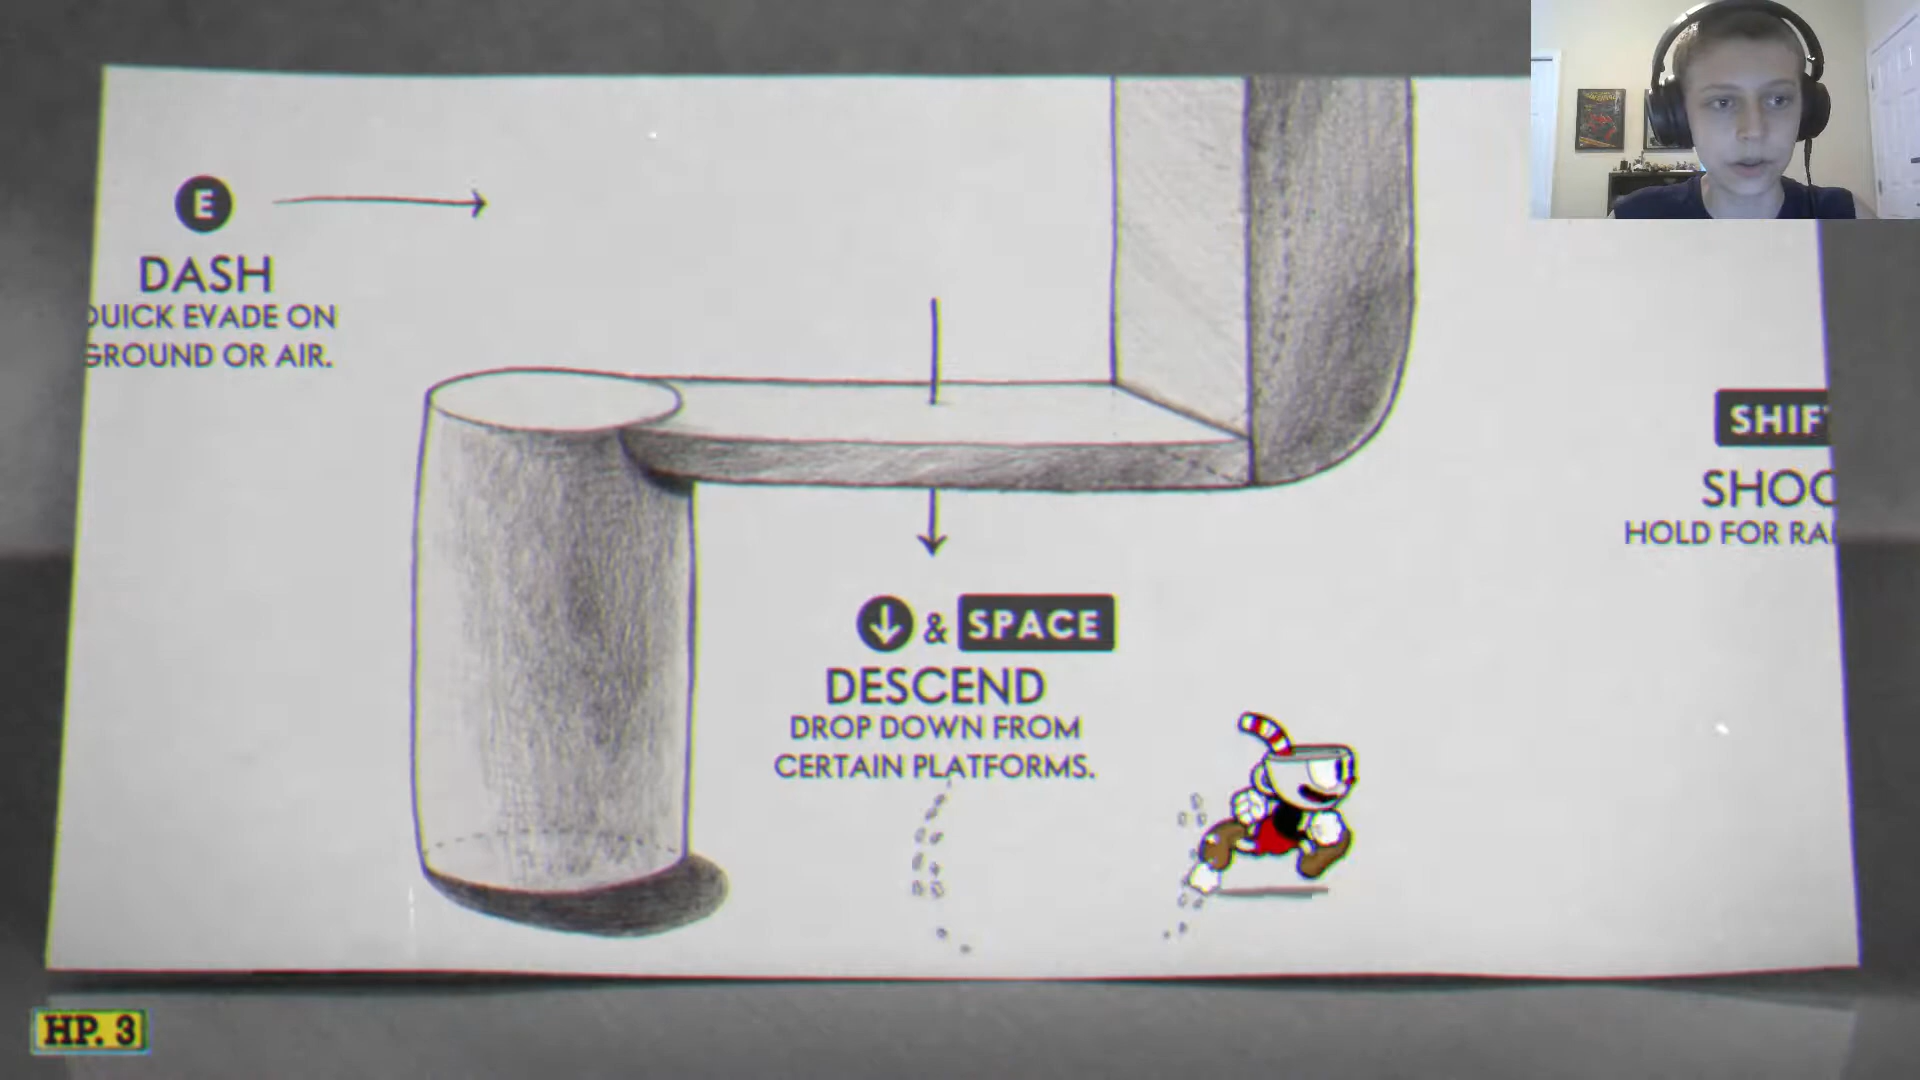 E
DASH
QUICK EVADE ON
GROUND OR AIR.
↓ & SPACE
DESCEND
DROP DOWN FROM
CERTAIN PLATFORMS.
SHIF
SHOO
HOLD FOR RA
HP. 3